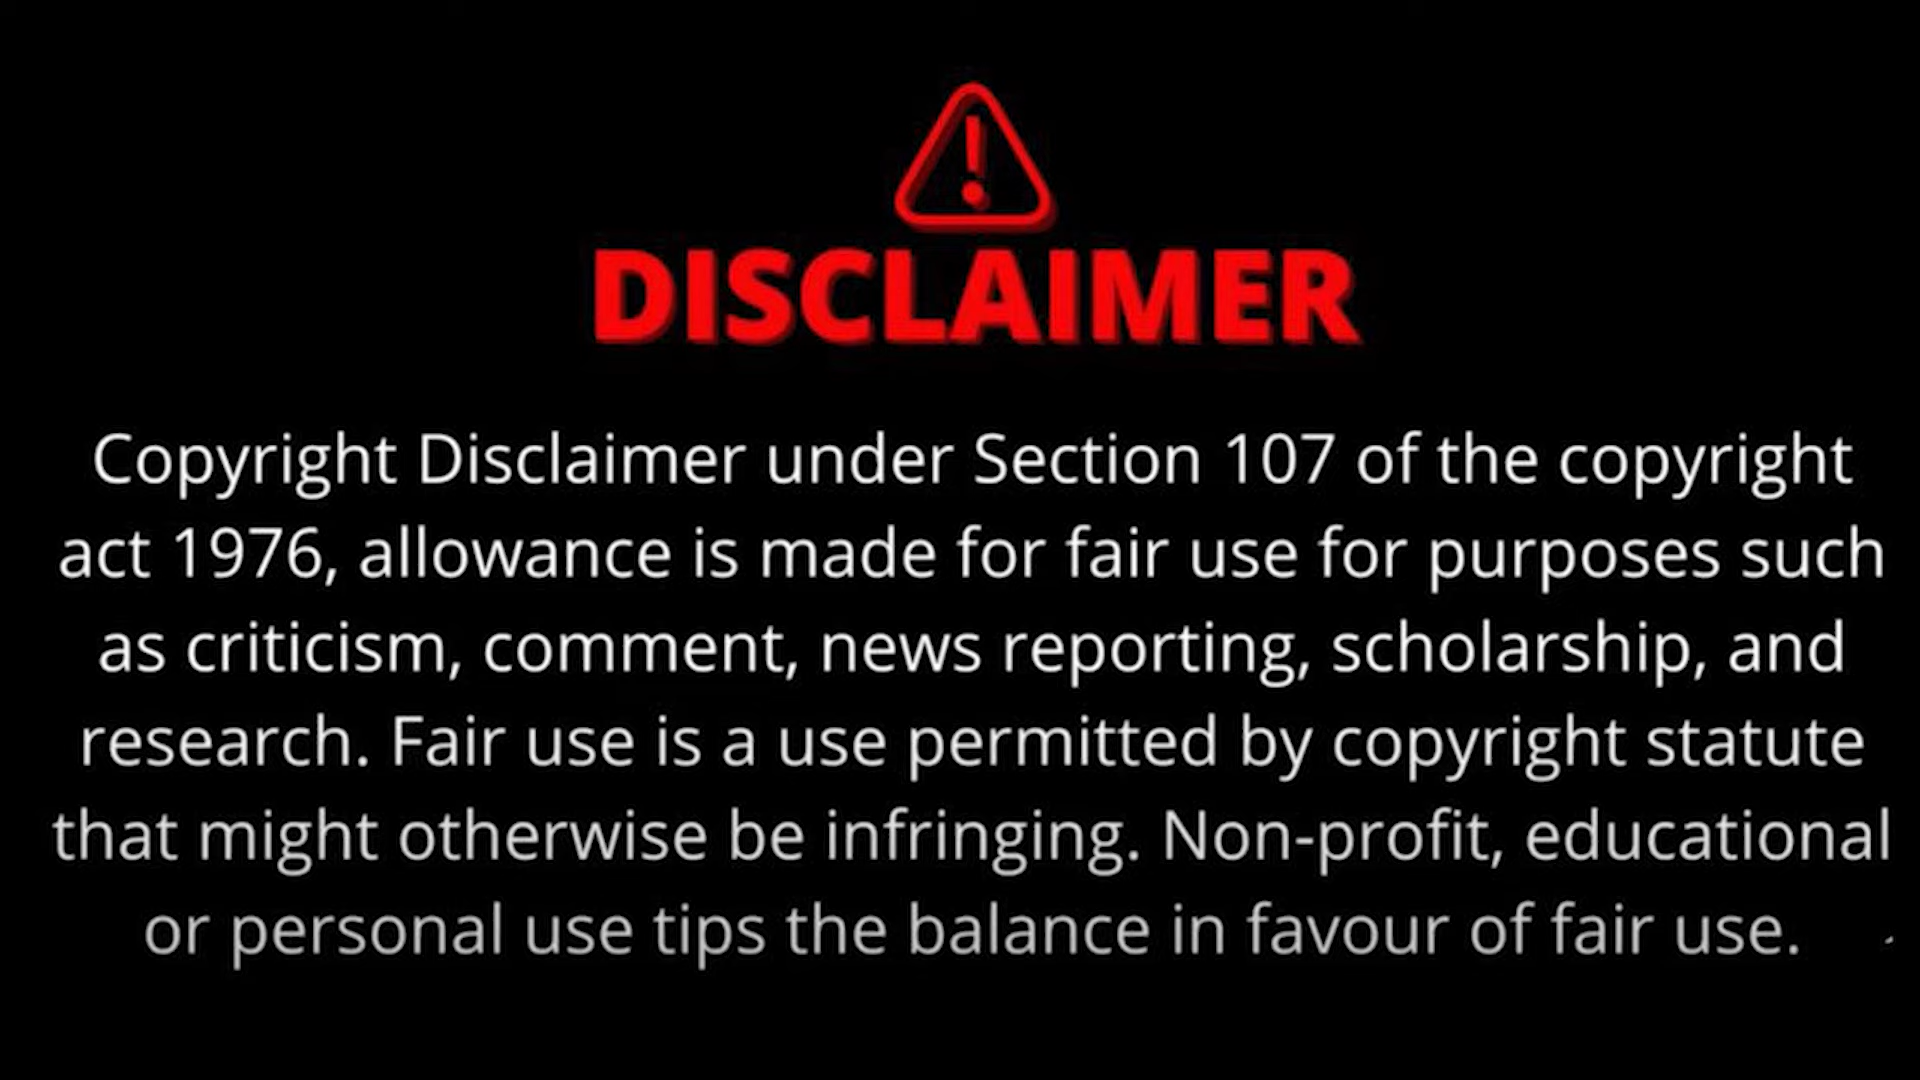 DISCLAIMER
Copyright Disclaimer under Section 107 of the copyright
act 1976, allowance is made for fair use for purposes such
as criticism, comment, news reporting, scholarship, and
research. Fair use is a use permitted by copyright statute
that might otherwise be infringing. Non-profit, educational
or personal use tips the balance in favour of fair use.